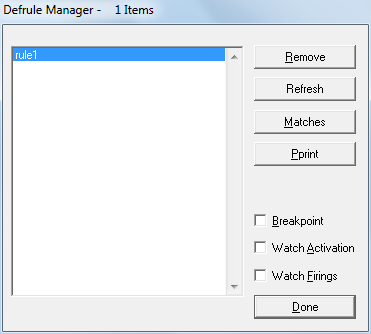 Defrule Manager -    1 Items
rule1
Remove
Refresh
Matches
Pprint
Breakpoint
Watch Activation
Watch Firings
Done